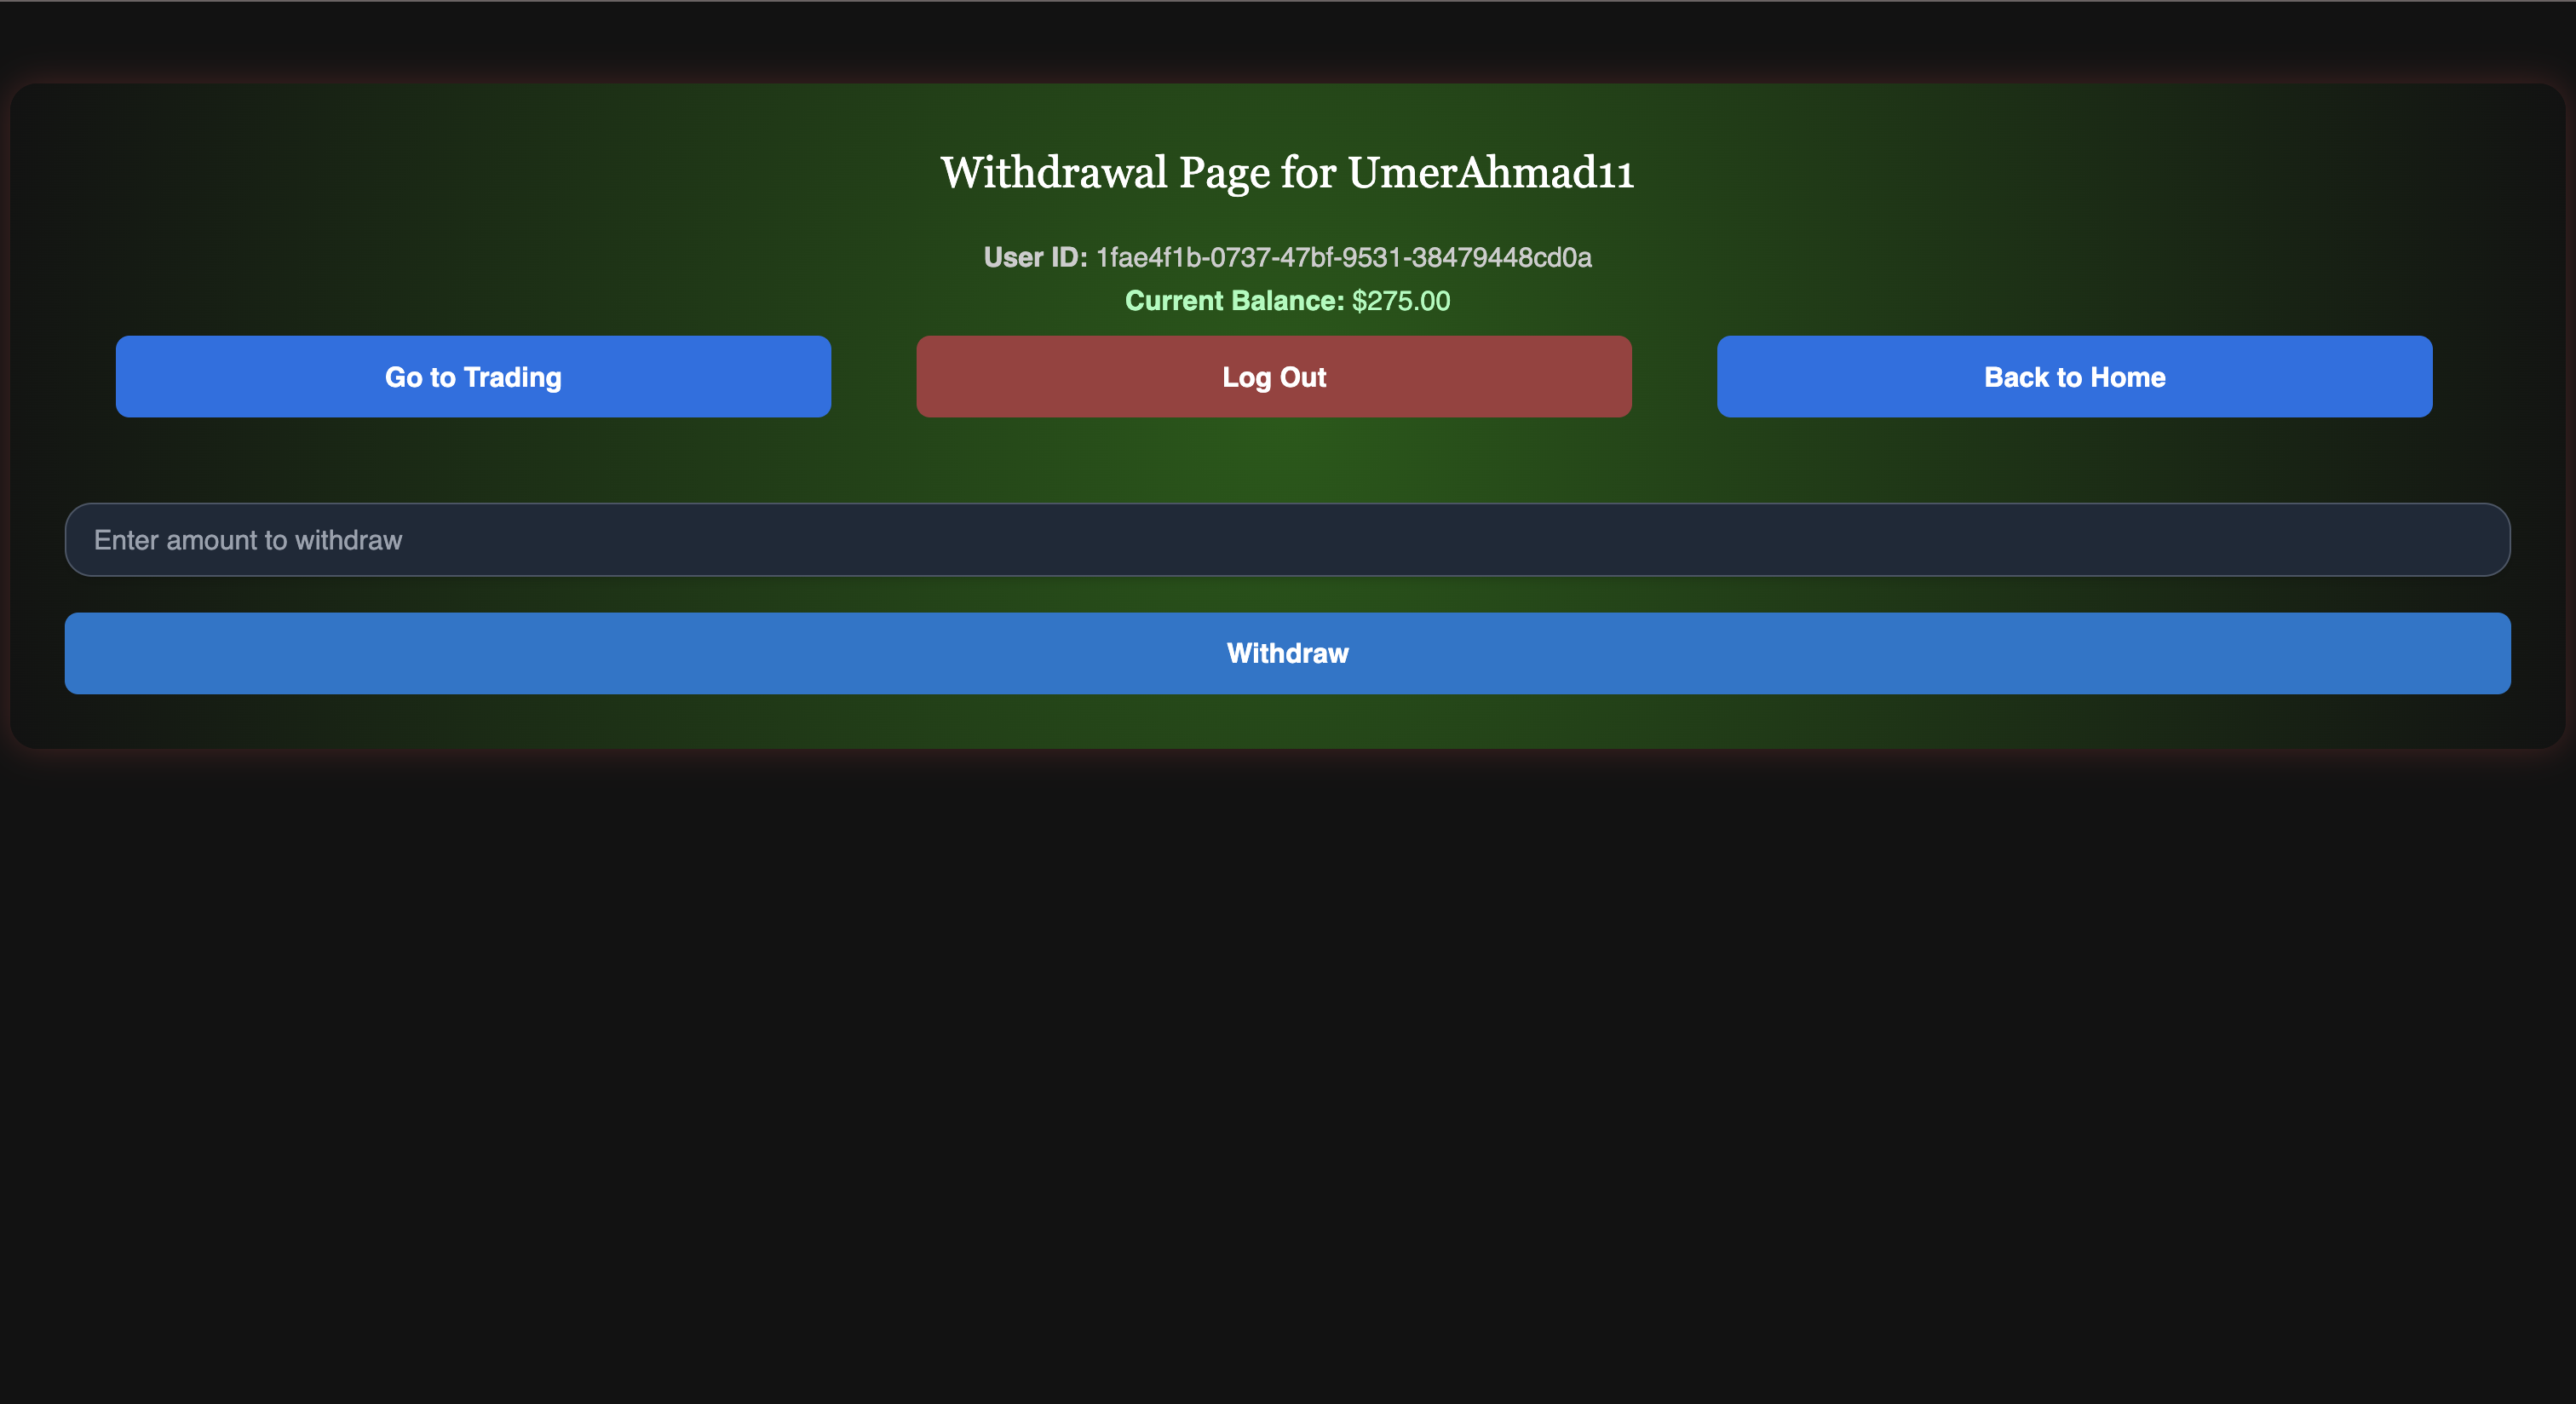 Withdrawal Page for UmerAhmad11
User ID: 1fae4f1b-0737-47bf-9531-38479448cd0a
Current Balance: $275.00
Go to Trading
Log Out
Back to Home
Enter amount to withdraw
Withdraw